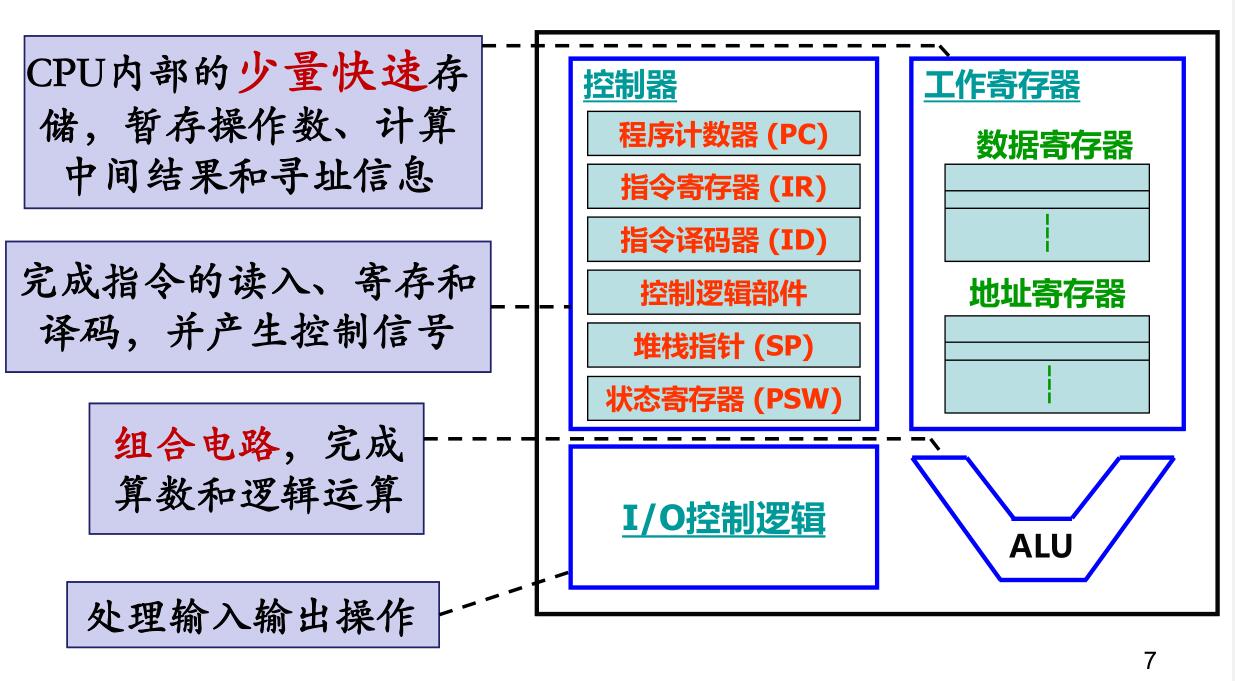 CPU内部的少量快速存
储，暂存操作数、计算
中间结果和寻址信息
完成指令的读入、寄存和
译码，并产生控制信号
组合电路，完成
算数和逻辑运算
处理输入输出操作
控制器
程序计数器 (PC)
指令寄存器 (IR)
指令译码器 (ID)
控制逻辑部件
堆栈指针 (SP)
状态寄存器 (PSW)
I/O控制逻辑
工作寄存器
数据寄存器
地址寄存器
ALU
7